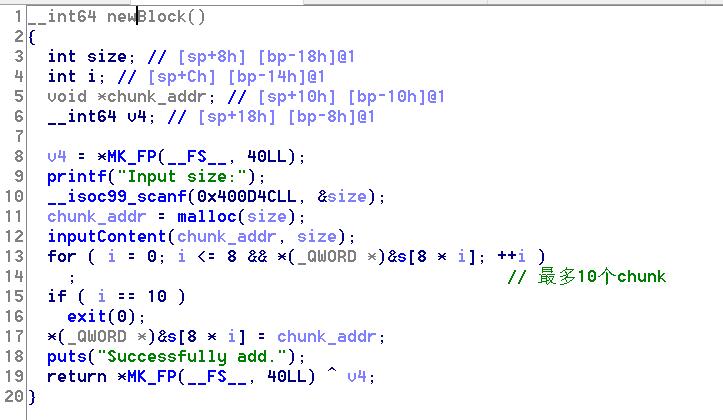 1 __int64 newBlock()
2 {
3 int size; // [sp+8h] [bp-18h]@1
4 int i; // [sp+Ch] [bp-14h]@1
5 void *chunk_addr; // [sp+10h] [bp-10h]@1
6 __int64 v4; // [sp+18h] [bp-8h]@1
7
8 v4 = *MK_FP(__FS__, 40LL);
9 printf("Input size:");
10 __isoc99_scanf(0x400D4CLL, &size);
11 chunk_addr = malloc(size);
12 inputContent(chunk_addr, size);
13 for ( i = 0; i <= 8 && *(_QWORD *)&s[8 * i]; ++i )
14 ; // 最多10个chunk
15 if ( i == 10 )
16 exit(0);
17 *(_QWORD *)&s[8 * i] = chunk_addr;
18 puts("Successfully add.");
19 return *MK_FP(__FS__, 40LL) ^ v4;
20 }